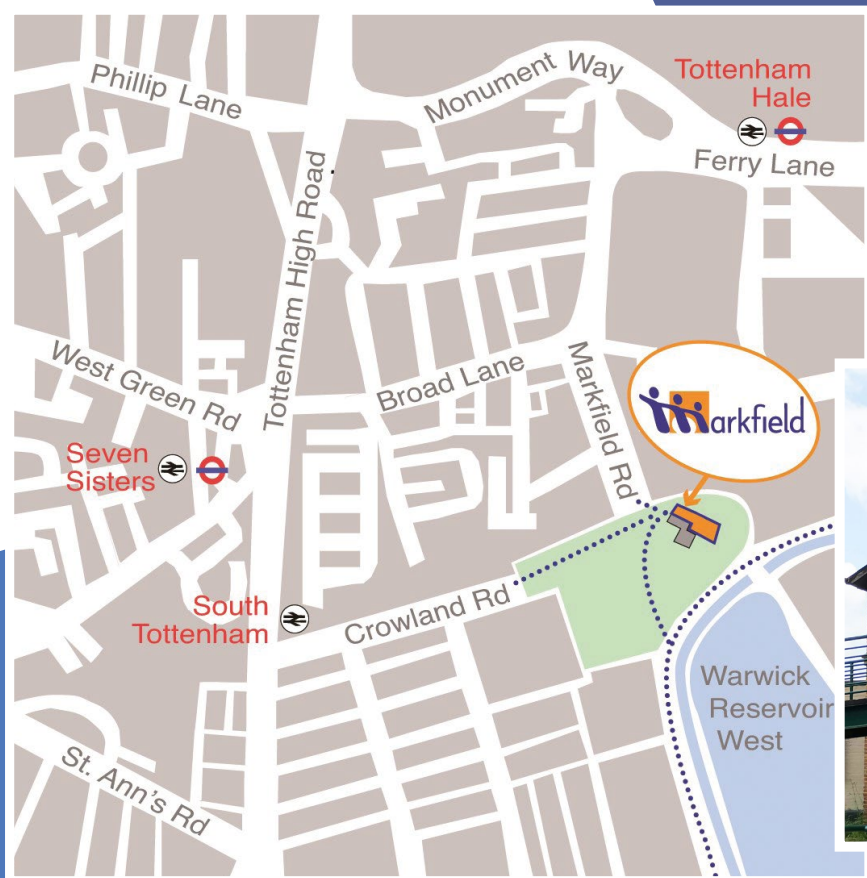 Phillip Lane
Monument Way
Tottenham
Hale
Ferry Lane
Tottenham High Road
West Green Rd
Broad Lane
Markfield Rd
markfield
Seven
Sisters
South
Tottenham
Crowland Rd
Warwick
Reservoir
West
St. Ann's Rd